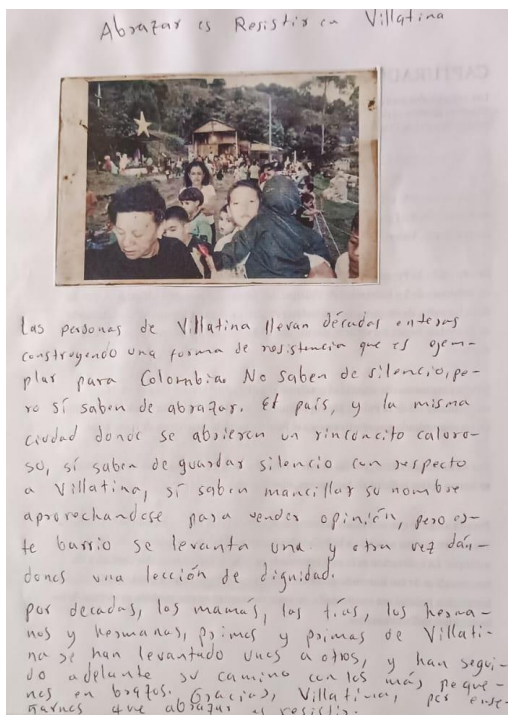 Abrazar es Resistir en Villatina
Las personas de Villatina llevan décadas enteras
construyendo una forma de resistencia que es ejem-
plar para Colombia. No saben de silencio, pe-
ro sí saben de abrazar. El país, y la misma
ciudad donde se abrieron un rinconcito caluro-
so, sí saben de guardar silencio con respecto
a Villatina, sí saben mancillar su nombre
aprovechandose para vender opinión, pero es-
te barrio se levanta una y otra vez dán-
donos una lección de dignidad.
por décadas, los mamás, las tías, los herma-
nos y hermanas, primos y primas de Villati-
na se han levantado unos a otros, y han segui-
do adelante su camino con los más peque-
nos en brazos. Gracias, Villatina, por ense-
ñarnos que abrazar es resistir.